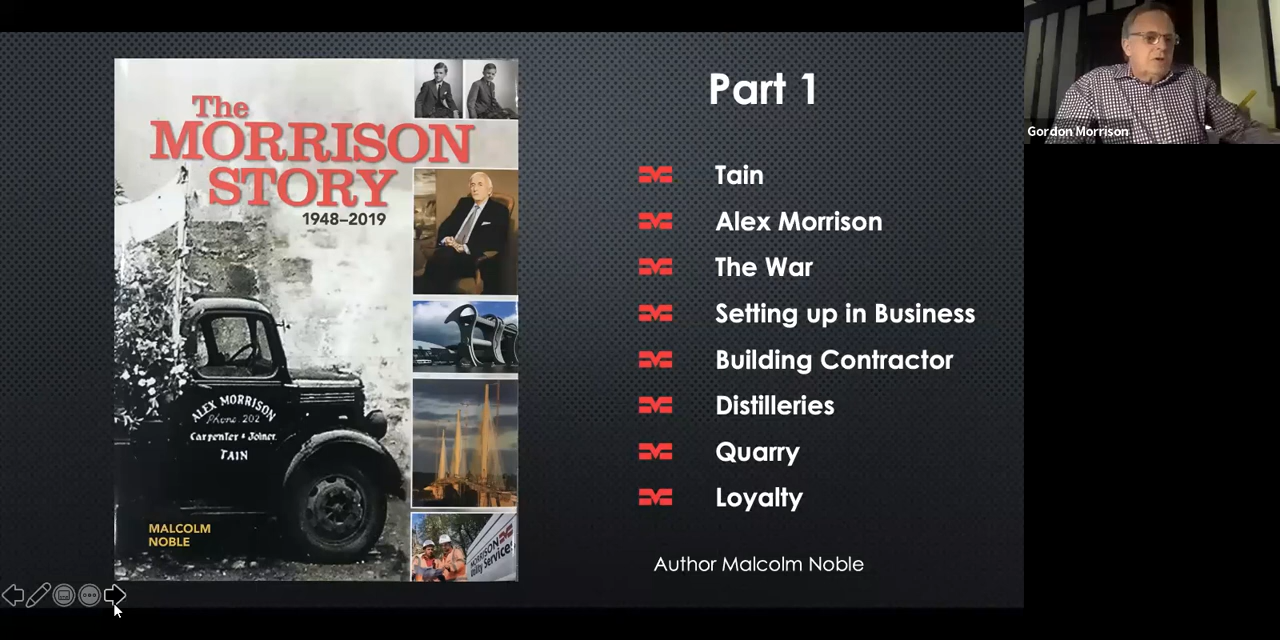 The
MORRISON
STORY
1948–2019
ALEX MORRISON
Phone. 202
Carpenter & Joiner.
TAIN
MALCOLM
NOBLE
MORRISON
Utility Services
Part 1
Tain
Alex Morrison
The War
Setting up in Business
Building Contractor
Distilleries
Quarry
Loyalty
Author Malcolm Noble
Gordon Morrison